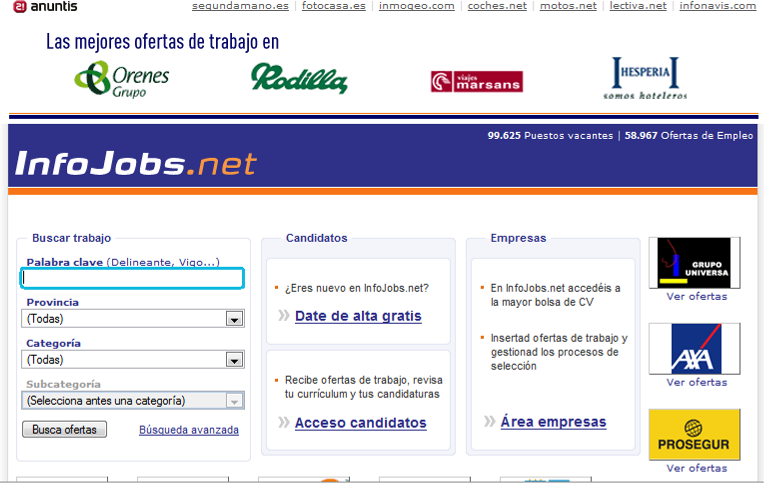 anuntis
segundamano.es | fotocasa.es | inmogeo.com | coches.net | motos.net | lectiva.net | infonavis.com
Las mejores ofertas de trabajo en
Orenes
Grupo
Rodilla
viajes
marsans
HESPERIA
somos hoteleros
99.625 Puestos vacantes | 58.967 Ofertas de Empleo
InfoJobs.net
Buscar trabajo
Palabra clave (Delineante, Vigo...)
Provincia
(Todas)
Categoría
(Todas)
Subcategoría
(Selecciona antes una categoría)
Busca ofertas
Búsqueda avanzada
Candidatos
¿Eres nuevo en InfoJobs.net?
Date de alta gratis
Recibe ofertas de trabajo, revisa
tu currículum y tus candidaturas
Acceso candidatos
Empresas
En InfoJobs.net accedéis a
la mayor bolsa de CV
Insertad ofertas de trabajo y
gestionad los procesos de
selección
Área empresas
GRUPO
UNIVERSA
Ver ofertas
AXA
Ver ofertas
PROSEGUR
Ver ofertas